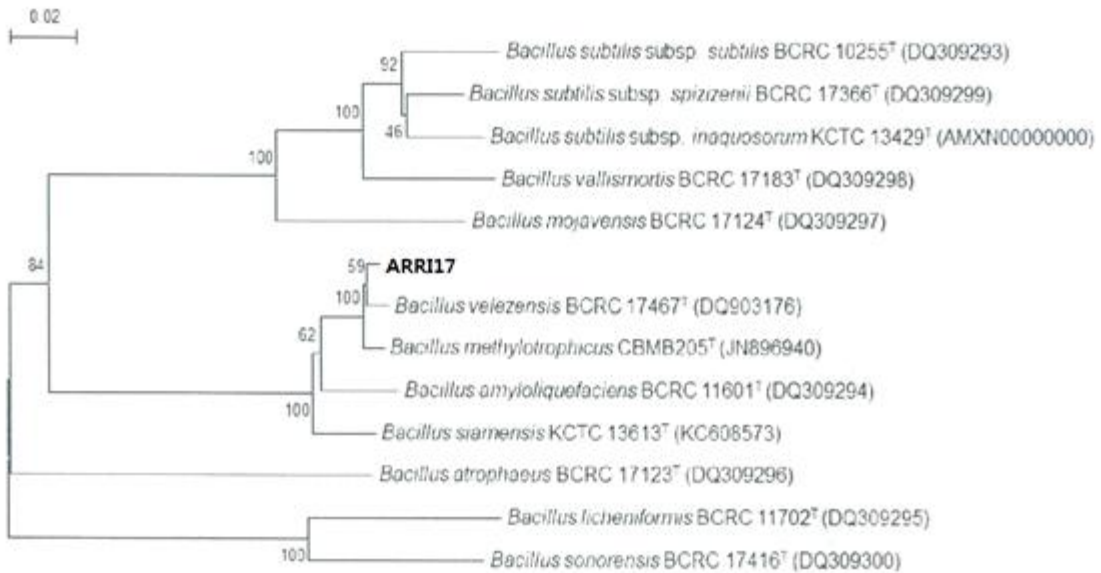 0.02
Bacillus subtilis subsp. subtilis BCRC 10255ᵀ (DQ309293)
92
Bacillus subtilis subsp. spizizenii BCRC 17366ᵀ (DQ309299)
100
46
Bacillus subtilis subsp. inaquosorum KCTC 13429ᵀ (AMXN00000000)
100
Bacillus vallismortis BCRC 17183ᵀ (DQ309298)
Bacillus mojavensis BCRC 17124ᵀ (DQ309297)
84
59
ARRI17
100
Bacillus velezensis BCRC 17467ᵀ (DQ903176)
62
Bacillus methylotrophicus CBMB205ᵀ (JN896940)
Bacillus amyloliquefaciens BCRC 11601ᵀ (DQ309294)
100
Bacillus siamensis KCTC 13613ᵀ (KC608573)
Bacillus atrophaeus BCRC 17123ᵀ (DQ309296)
Bacillus licheniformis BCRC 11702ᵀ (DQ309295)
100
Bacillus sonorensis BCRC 17416ᵀ (DQ309300)